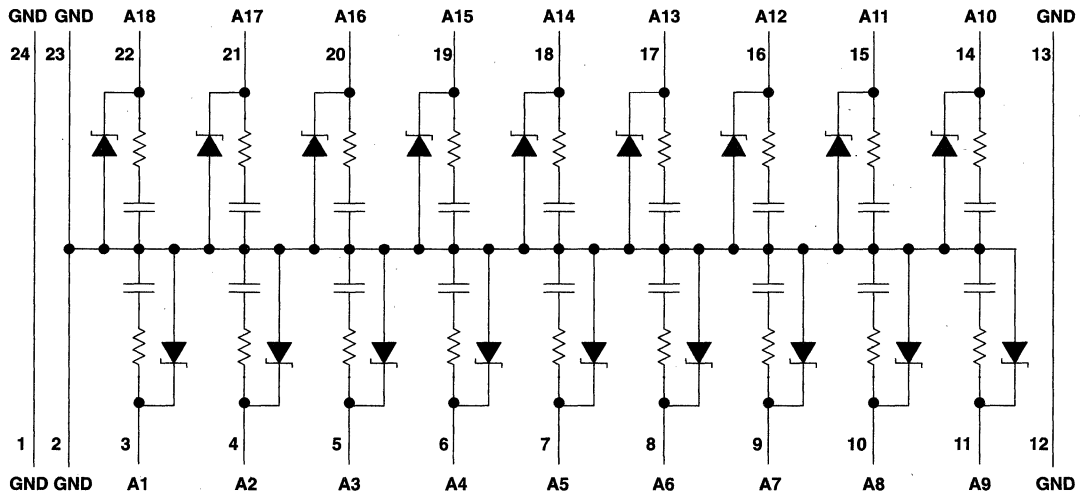 GND GND A18 A17 A16 A15 A14 A13 A12 A11 A10 GND
24 23 22 21 20 19 18 17 16 15 14 13
1 2 3 4 5 6 7 8 9 10 11 12
GND GND A1 A2 A3 A4 A5 A6 A7 A8 A9 GND